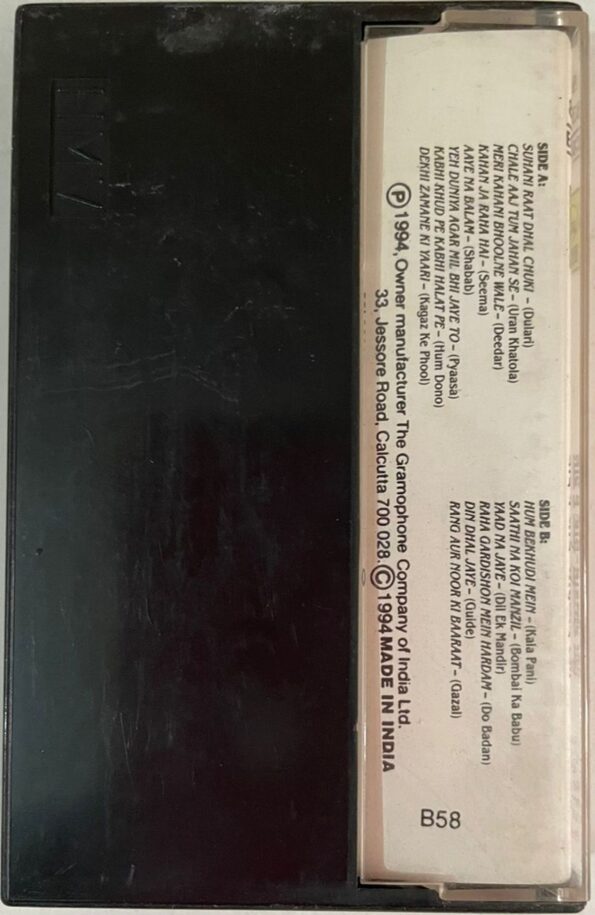 SIDE A:
SUHANI RAAT DHAL CHUKI – (Dulari)
CHALE AAJ TUM JAHAN SE – (Uran Khatola)
MERI KAHANI BHOOLNE WALE – (Deedar)
KAHAN JA RAHA HAI – (Seema)
AAYE NA BALAM – (Shabab)
YEH DUNIYA AGAR MIL BHI JAYE TO – (Pyaasa)
KABHI KHUD PE KABHI HALAT PE – (Hum Dono)
DEKHI ZAMANE KI YAARI – (Kagaz Ke Phool)
SIDE B:
HUM BEKHUDI MEIN – (Kala Pani)
SAATHI NA KOI MANZIL – (Bombai Ka Babu)
YAAD NA JAYE – (Dil Ek Mandir)
RAHA GARDISHON MEIN HARDAM – (Do Badan)
DIN DHAL JAYE – (Guide)
RANG AUR NOOR KI BAARAAT – (Gazal)
Ⓟ 1994, Owner manufacturer The Gramophone Company of India Ltd.
33, Jessore Road, Calcutta 700 028. © 1994 MADE IN INDIA
B58